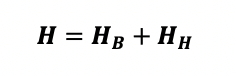 H = H_B + H_H